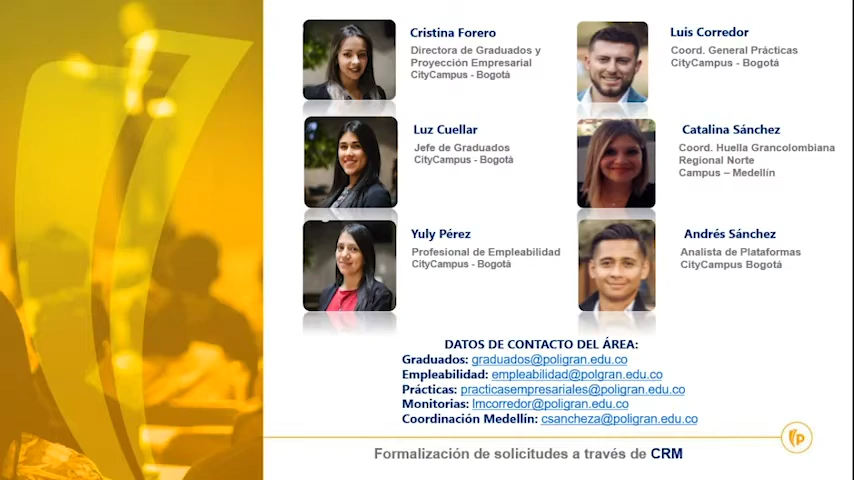 Cristina Forero
Directora de Graduados y
Proyección Empresarial
CityCampus - Bogotá
Luis Corredor
Coord. General Prácticas
CityCampus - Bogotá
Luz Cuellar
Jefe de Graduados
CityCampus - Bogotá
Catalina Sánchez
Coord. Huella Grancolombiana
Regional Norte
Campus – Medellín
Yuly Pérez
Profesional de Empleabilidad
CityCampus - Bogotá
Andrés Sánchez
Analista de Plataformas
CityCampus Bogotá
DATOS DE CONTACTO DEL ÁREA:
Graduados: graduados@poligran.edu.co
Empleabilidad: empleabilidad@polgran.edu.co
Prácticas: practicasempresariales@poligran.edu.co
Monitorias: lmcorredor@poligran.edu.co
Coordinación Medellín: csancheza@poligran.edu.co
Formalización de solicitudes a través de CRM